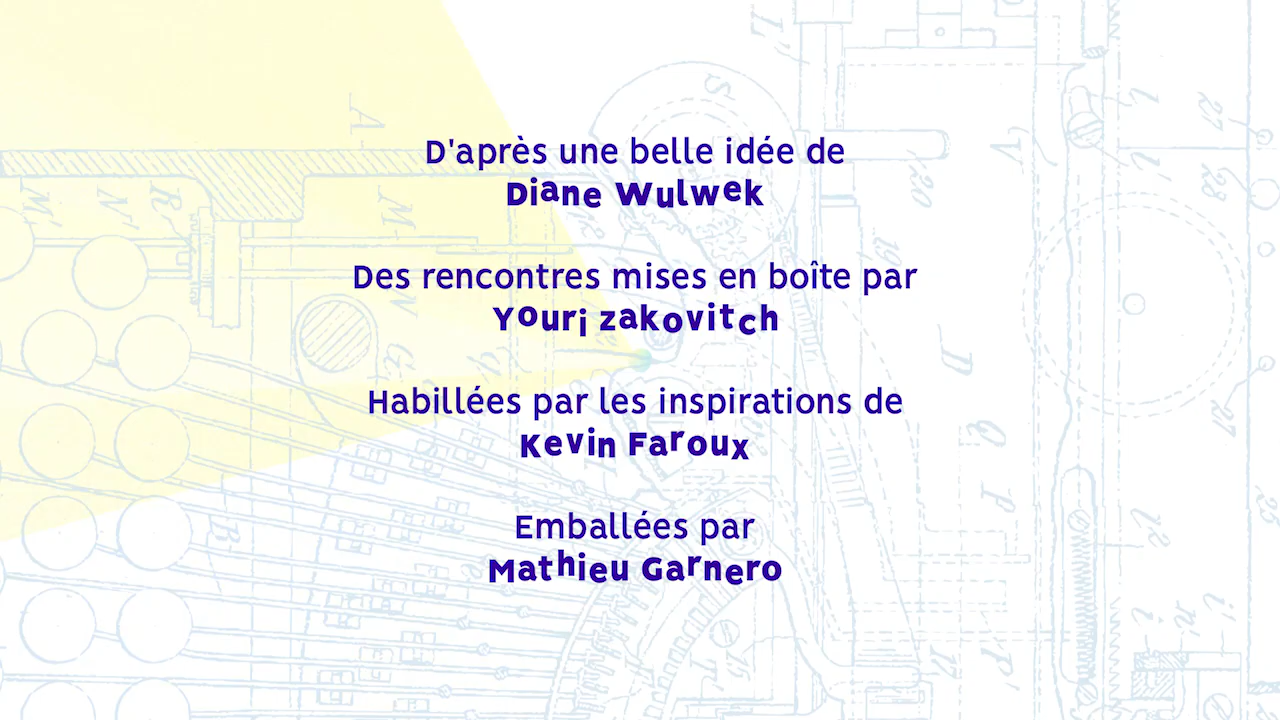 D'après une belle idée de
Diane Wulwek
Des rencontres mises en boîte par
Youri zakovitch
Habillées par les inspirations de
Kevin Faroux
Emballées par
Mathieu Garnero